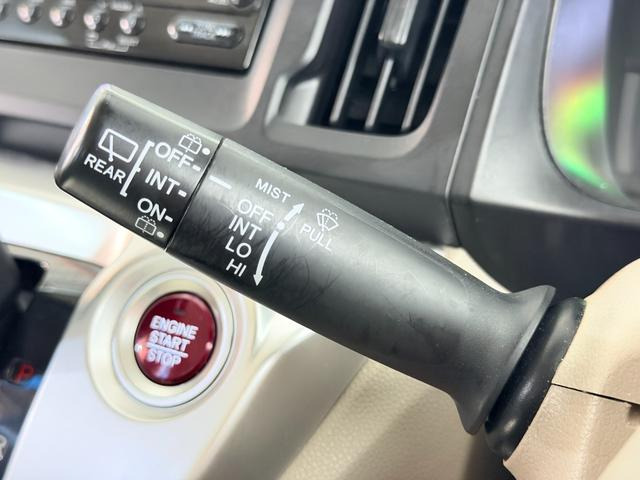 REAR
OFF
INT
ON
MIST
OFF
INT
LO
HI
PULL
ENGINE
START
STOP
P
R